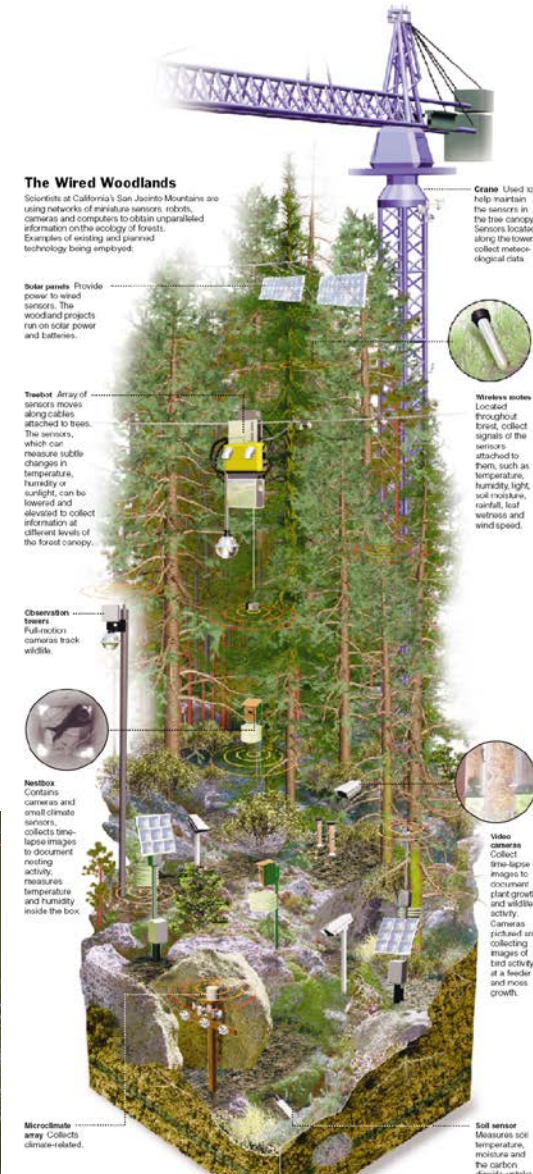 The Wired Woodlands
Scientists at California's San Jacinto Mountains are
using networks of miniature sensors, robots,
cameras and computers to obtain unparalleled
information on the ecology of forests.
Examples of existing and planned
technology being employed:
Crane Used to
help maintain
the sensors in
the tree canopy.
Sensors located
along the tower
collect meteor-
ological data.
Solar panels Provide
power to wired
sensors. The
woodland projects
run on solar power
and batteries.
Treebot Array of
sensors moves
along cables
attached to trees.
The sensors,
which can
measure subtle
changes in
temperature,
humidity or
sunlight, can be
lowered and
elevated to collect
information at
different levels of
the forest canopy.
Wireless motes
Located
throughout
forest, collect
signals of the
sensors
attached to
them, such as
temperature,
humidity, light,
soil moisture,
rainfall, leaf
wetness and
wind speed.
Observation
towers
Full-motion
cameras track
wildlife.
Nestbox
Contains
cameras and
small climate
sensors,
collects time-
lapse images
to document
nesting
activity,
measures
temperature
and humidity
inside the box.
Video
cameras
Collect
time-lapse
images to
document
plant growth
and wildlife
activity.
Cameras
pictured are
collecting
images of
bird activity
at a feeder
and moss
growth.
Microclimate
array Collects
climate-related.
Soil sensor
Measures soil
temperature,
moisture and
the carbon
dioxide uptake